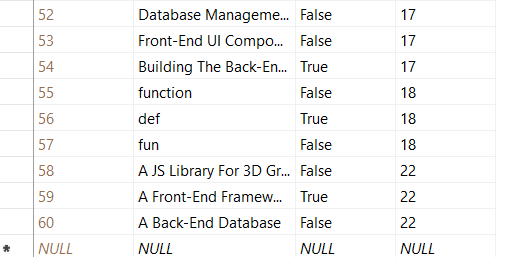 52 Database Manageme... False 17
53 Front-End UI Compo... False 17
54 Building The Back-En... True 17
55 function False 18
56 def True 18
57 fun False 18
58 A JS Library For 3D Gr... False 22
59 A Front-End Framew... True 22
60 A Back-End Database False 22
* NULL NULL NULL NULL